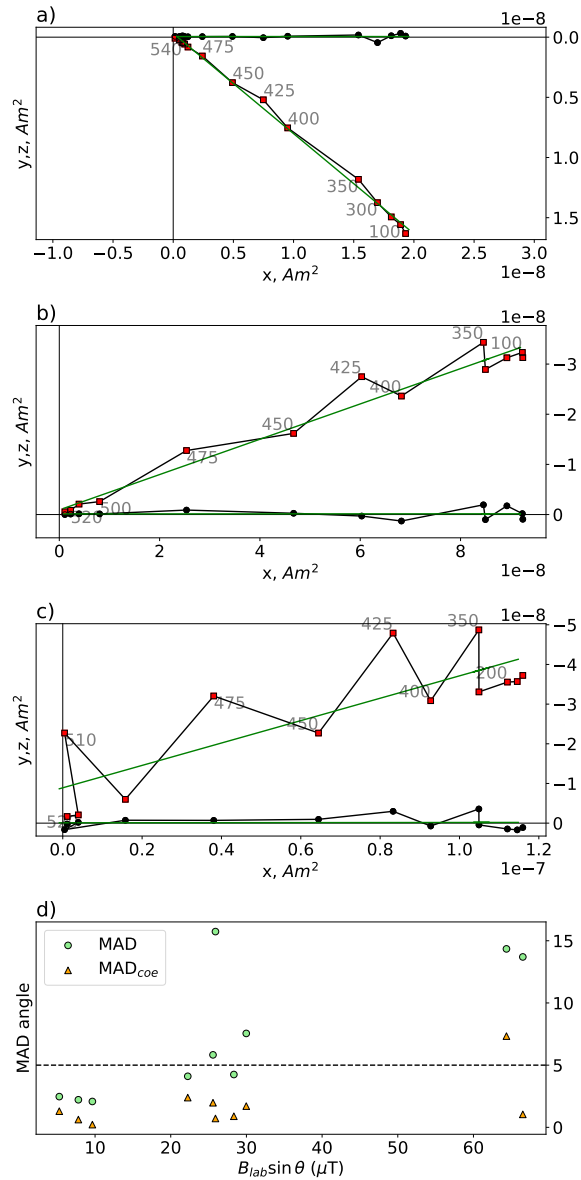 a)
1e−8
0.0
0.5
1.0
1.5
y,z, Am²
540
475
450
425
400
350
300
100
−1.0 0.0 0.5 1.0 1.5 2.0 2.5 3.0
x, Am²
1e−8
b)
1e−8
−3
−2
−1
0
y,z, Am²
350
100
425
400
450
475
500
520
0 2 4 6 8
x, Am²
1e−8
c)
1e−8
−5
−4
−3
−2
−1
0
y,z, Am²
425
350
200
400
475
450
510
0.0 0.2 0.4 0.6 0.8 1.0 1.2
x, Am²
1e−7
d)
MAD
MAD_coe
15
10
5
0
MAD angle
10 20 30 40 50 60
B_lab sin θ (μT)